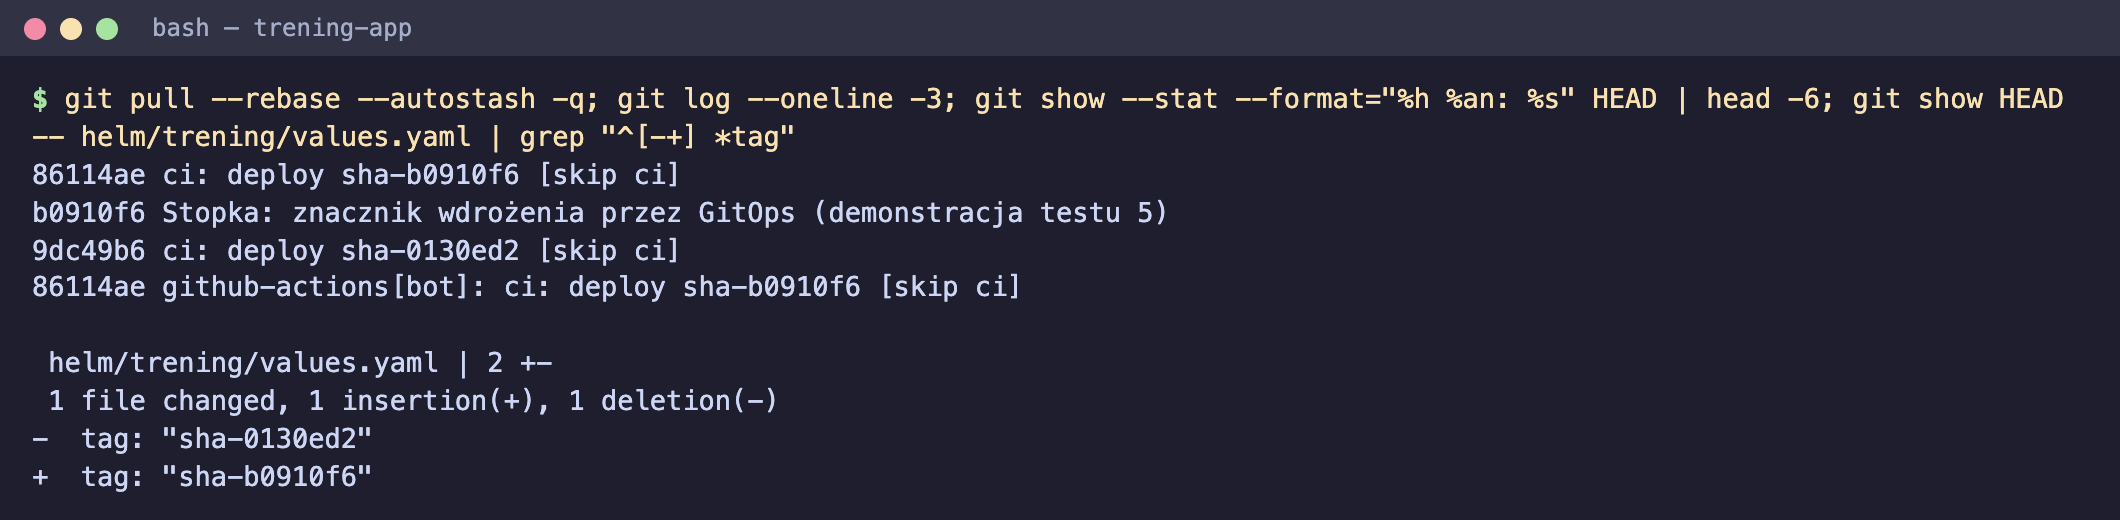 bash — trening-app
$ git pull --rebase --autostash -q; git log --oneline -3; git show --stat --format="%h %an: %s" HEAD | head -6; git show HEAD
-- helm/trening/values.yaml | grep "^[-+] *tag"
86114ae ci: deploy sha-b0910f6 [skip ci]
b0910f6 Stopka: znacznik wdrożenia przez GitOps (demonstracja testu 5)
9dc49b6 ci: deploy sha-0130ed2 [skip ci]
86114ae github-actions[bot]: ci: deploy sha-b0910f6 [skip ci]
helm/trening/values.yaml | 2 +-
1 file changed, 1 insertion(+), 1 deletion(-)
-  tag: "sha-0130ed2"
+  tag: "sha-b0910f6"